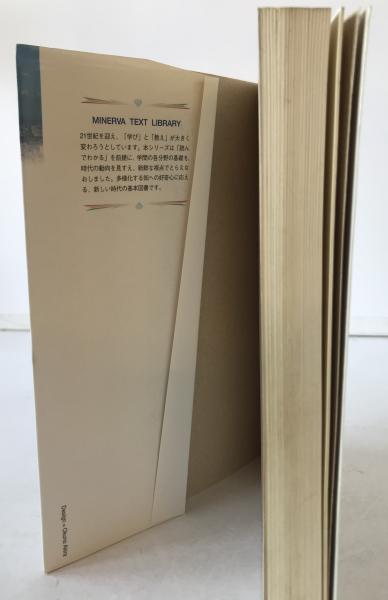 MINERVA TEXT LIBRARY
21世紀を迎え、「学び」と「教え」が大きく
変わろうとしています。本シリーズは「読ん
でわかる」を前提に、学問の各分野の基礎を、
時代の動向を見すえ、斬新な視点でとらえな
おしました。多様化する知への好奇心に応え
る、新しい時代の基本図書です。
Design = Okuno Akira